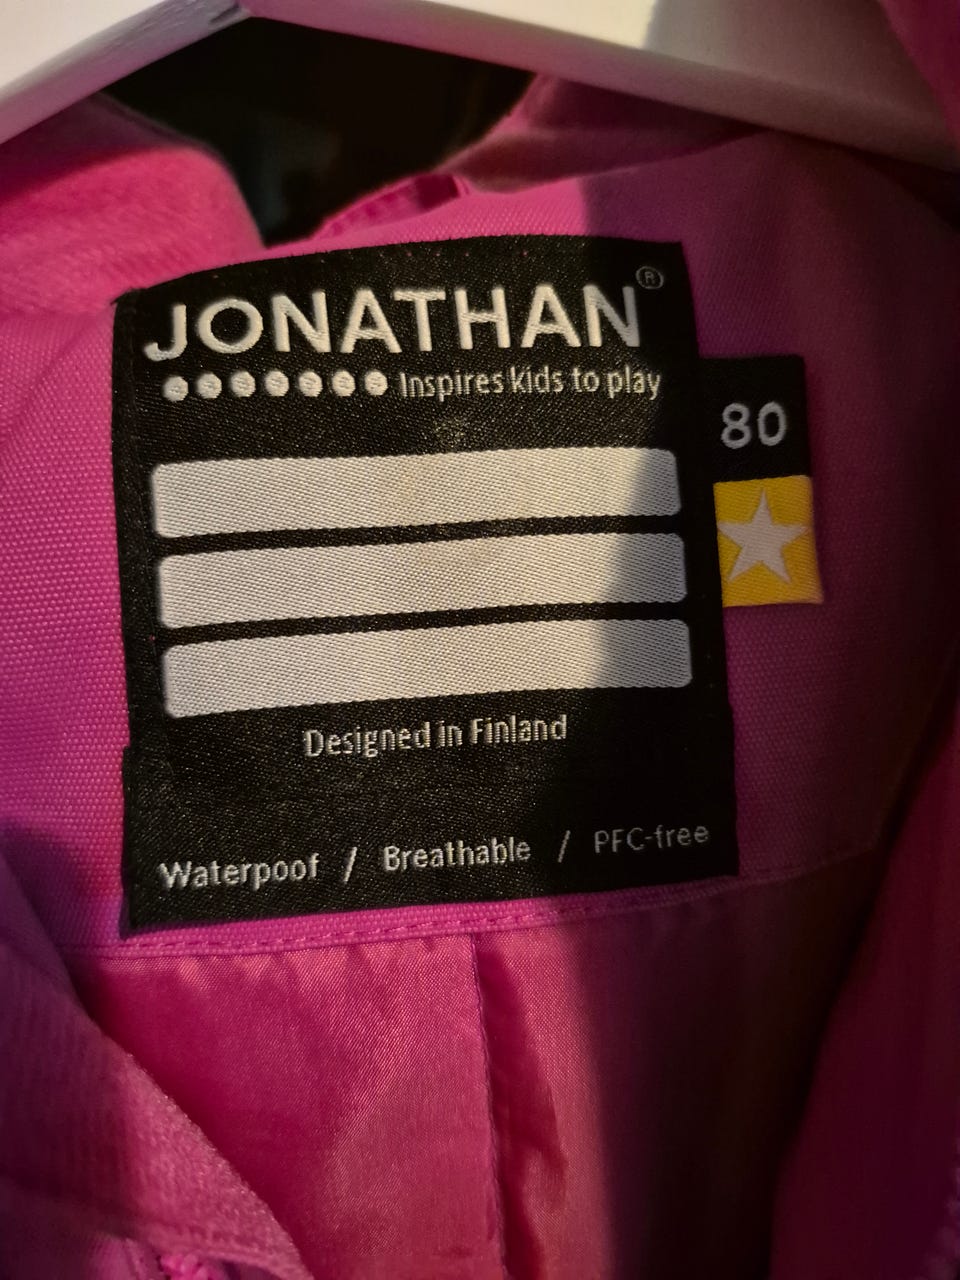 JONATHAN®
Inspires kids to play
80
Designed in Finland
Waterpoof / Breathable / PFC-free